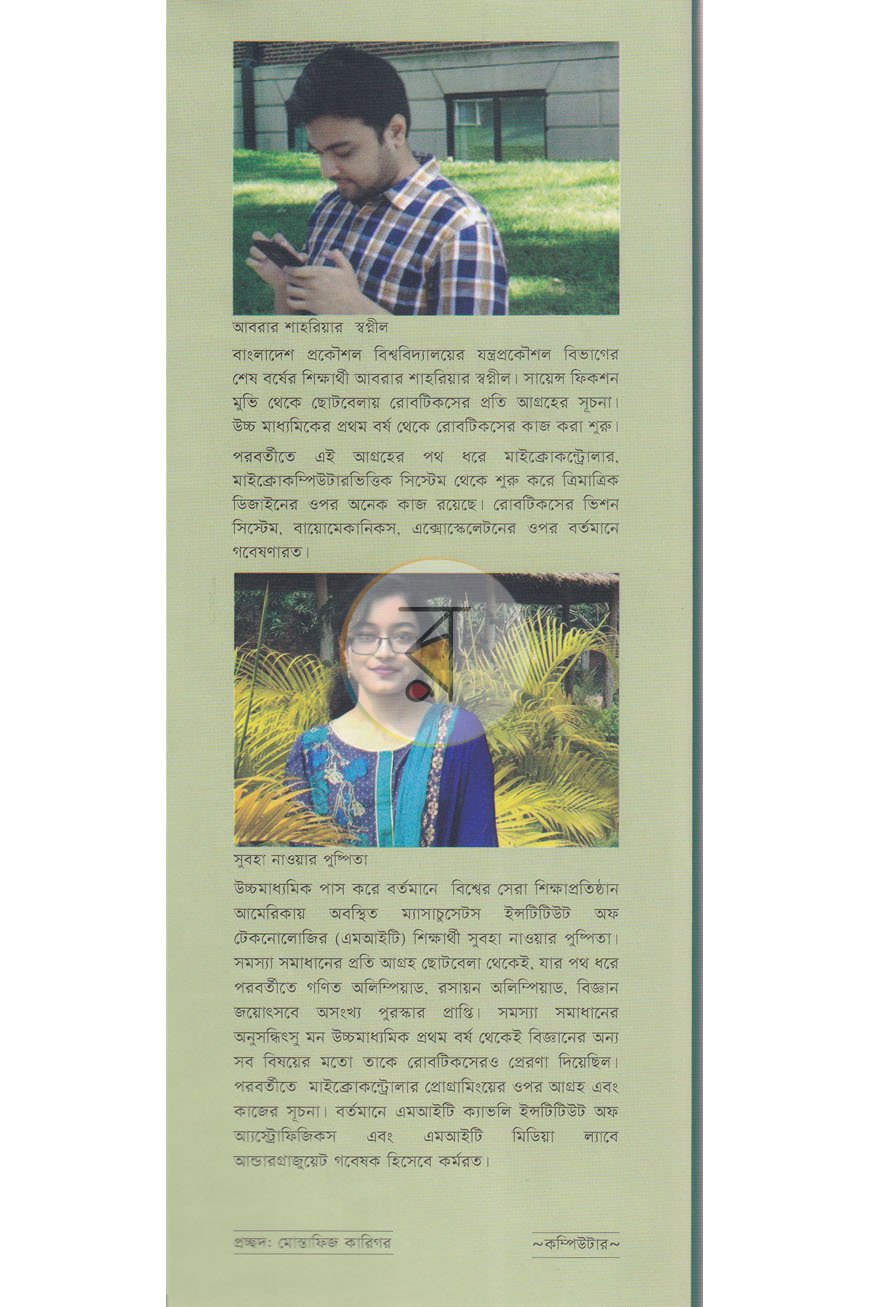 আবরার শাহরিয়ার স্বপ্নীল
বাংলাদেশ প্রকৌশল বিশ্ববিদ্যালয়ের যন্ত্রপ্রকৌশল বিভাগের
শেষ বর্ষের শিক্ষার্থী আবরার শাহরিয়ার স্বপ্নীল। সায়েন্স ফিকশন
মুভি থেকে ছোটবেলায় রোবটিকসের প্রতি আগ্রহের সূচনা।
উচ্চ মাধ্যমিকের প্রথম বর্ষ থেকে রোবটিকসের কাজ করা শুরু।
পরবর্তীতে এই আগ্রহের পথ ধরে মাইক্রোকন্ট্রোলার,
মাইক্রোকম্পিউটারভিত্তিক সিস্টেম থেকে শুরু করে ত্রিমাত্রিক
ডিজাইনের ওপর অনেক কাজ রয়েছে। রোবটিকসের ভিশন
সিস্টেম, বায়োমেকানিকস, এক্সোস্কেলেটনের ওপর বর্তমানে
গবেষণারত।
র
সুবহা নাওয়ার পুষ্পিতা
উচ্চমাধ্যমিক পাস করে বর্তমানে বিশ্বের সেরা শিক্ষাপ্রতিষ্ঠান
আমেরিকায় অবস্থিত ম্যাসাচুসেটস ইন্সটিটিউট অফ
টেকনোলোজির (এমআইটি) শিক্ষার্থী সুবহা নাওয়ার পুষ্পিতা।
সমস্যা সমাধানের প্রতি আগ্রহ ছোটবেলা থেকেই, যার পথ ধরে
পরবর্তীতে গণিত অলিম্পিয়াড, রসায়ন অলিম্পিয়াড, বিজ্ঞান
জয়োৎসবে অসংখ্য পুরস্কার প্রাপ্তি। সমস্যা সমাধানের
অনুসন্ধিৎসু মন উচ্চমাধ্যমিক প্রথম বর্ষ থেকেই বিজ্ঞানের অন্য
সব বিষয়ের মতো তাকে রোবটিকসেরও প্রেরণা দিয়েছিল।
পরবর্তীতে মাইক্রোকন্ট্রোলার প্রোগ্রামিংয়ের ওপর আগ্রহ এবং
কাজের সূচনা। বর্তমানে এমআইটি ক্যাভলি ইন্সটিটিউট অফ
অ্যাস্ট্রোফিজিকস এবং এমআইটি মিডিয়া ল্যাবে
আন্ডারগ্রাজুয়েট গবেষক হিসেবে কর্মরত।
প্রচ্ছদ: মোস্তাফিজ কারিগর
~কম্পিউটার~